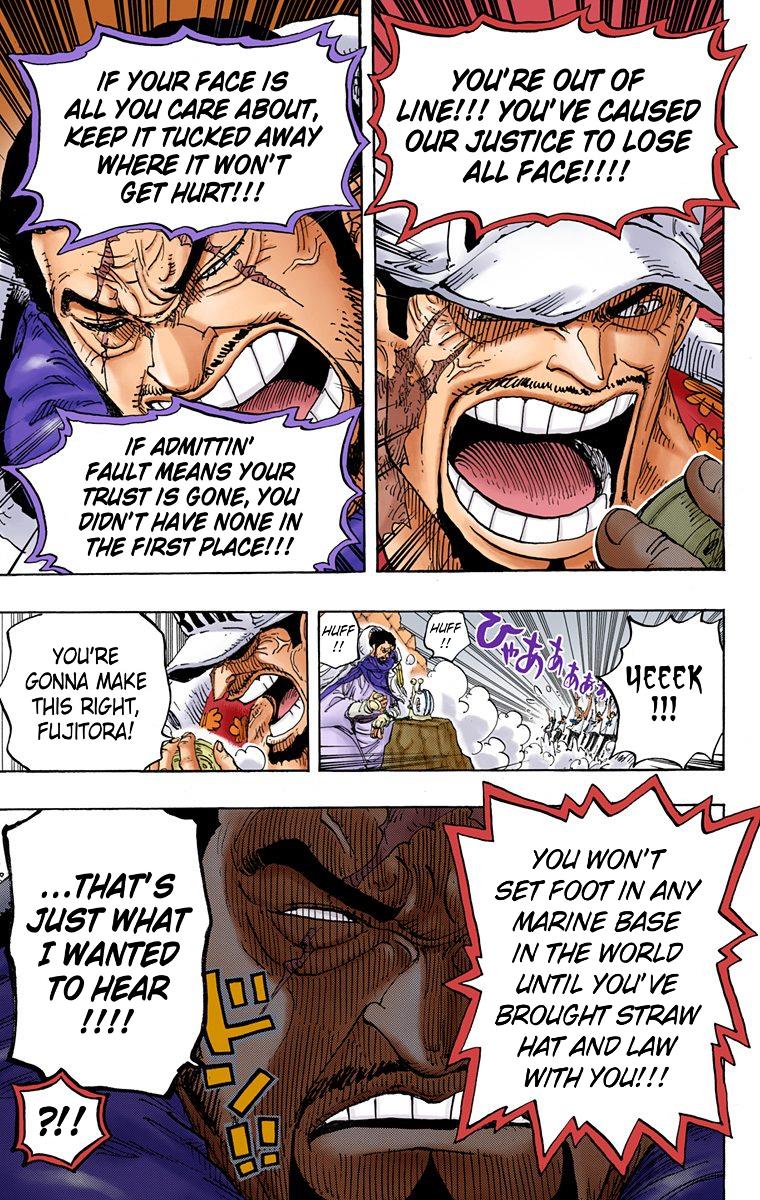 YOU'RE OUT OF
LINE!!! YOU'VE CAUSED
OUR JUSTICE TO LOSE
ALL FACE!!!!
IF YOUR FACE IS
ALL YOU CARE ABOUT,
KEEP IT TUCKED AWAY
WHERE IT WON'T
GET HURT!!!
IF ADMITTIN'
FAULT MEANS YOUR
TRUST IS GONE, YOU
DIDN'T HAVE NONE IN
THE FIRST PLACE!!!
YEEEK
!!!
ひゃあああああ
HUFF
!!
HUFF
!!
YOU'RE
GONNA MAKE
THIS RIGHT,
FUJITORA!
YOU WON'T
SET FOOT IN ANY
MARINE BASE
IN THE WORLD
UNTIL YOU'VE
BROUGHT STRAW
HAT AND LAW
WITH YOU!!!
...THAT'S
JUST WHAT
I WANTED
TO HEAR
!!!!
ドン!!
?!!